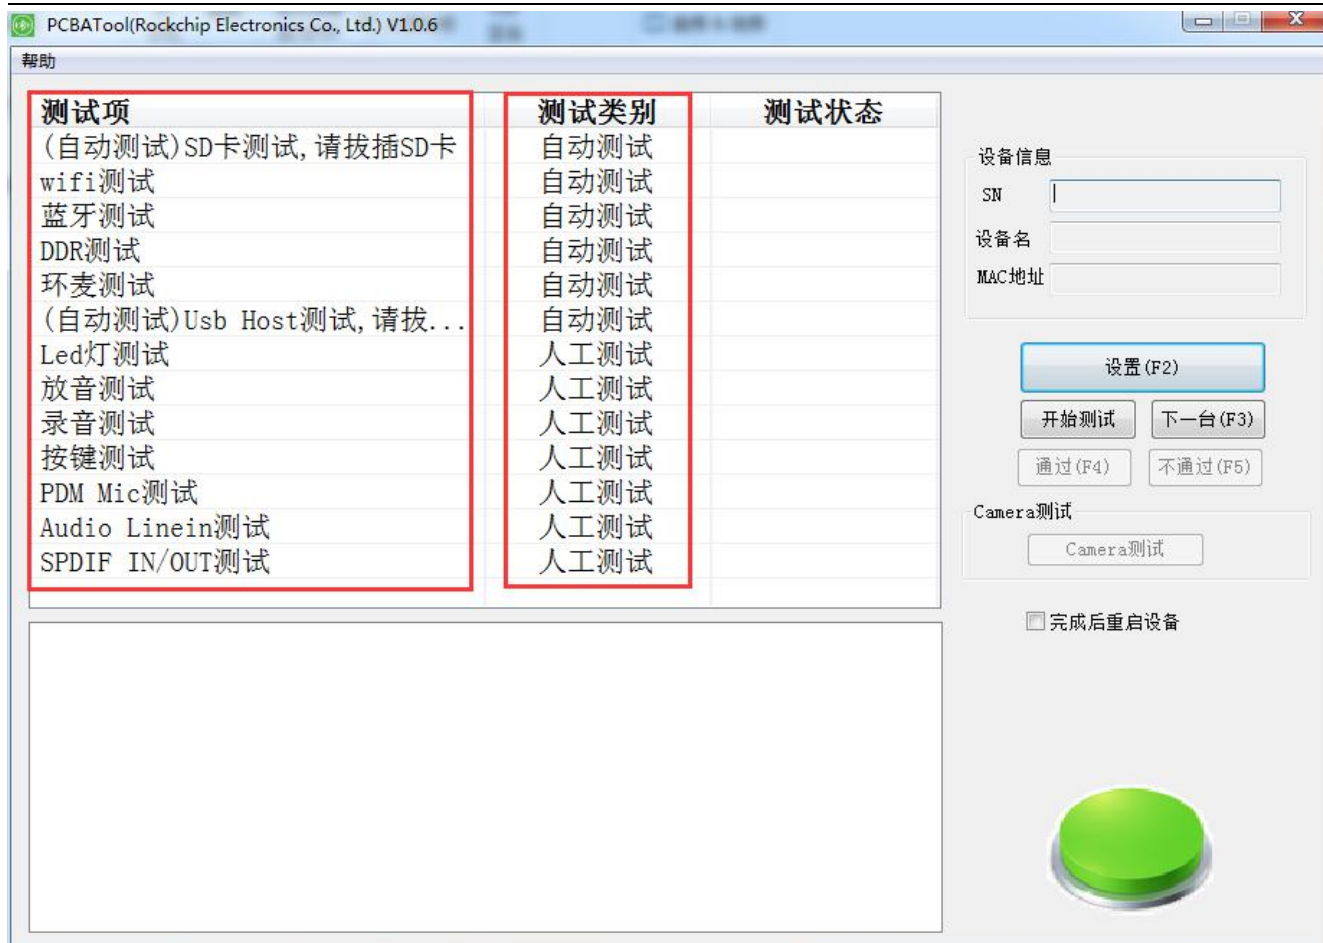 PCBATool(Rockchip Electronics Co., Ltd.) V1.0.6
帮助
测试项 测试类别 测试状态
(自动测试)SD卡测试,请拔插SD卡 自动测试
wifi测试 自动测试
蓝牙测试 自动测试
DDR测试 自动测试
环麦测试 自动测试
(自动测试)Usb Host测试,请拔... 自动测试
Led灯测试 人工测试
放音测试 人工测试
录音测试 人工测试
按键测试 人工测试
PDM Mic测试 人工测试
Audio Linein测试 人工测试
SPDIF IN/OUT测试 人工测试
设备信息
SN
设备名
MAC地址
设置(F2)
开始测试 下一台(F3)
通过(F4) 不通过(F5)
Camera测试
Camera测试
完成后重启设备